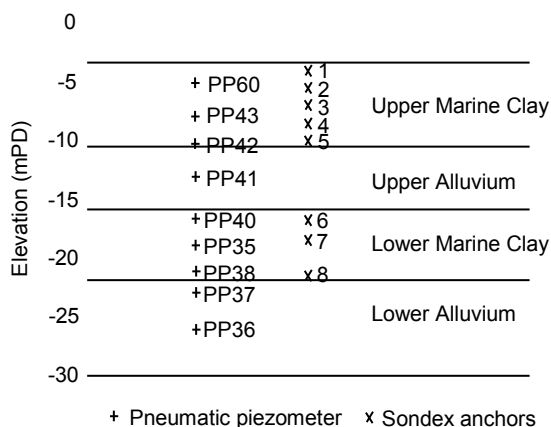 0
1
-5
PP60
2
3
Upper Marine Clay
PP43
4
-10
PP42
5
PP41
Upper Alluvium
-15
PP40
6
Elevation (mPD)
PP35
7
Lower Marine Clay
-20
PP38
8
PP37
Lower Alluvium
-25
PP36
-30
+ Pneumatic piezometer x Sondex anchors